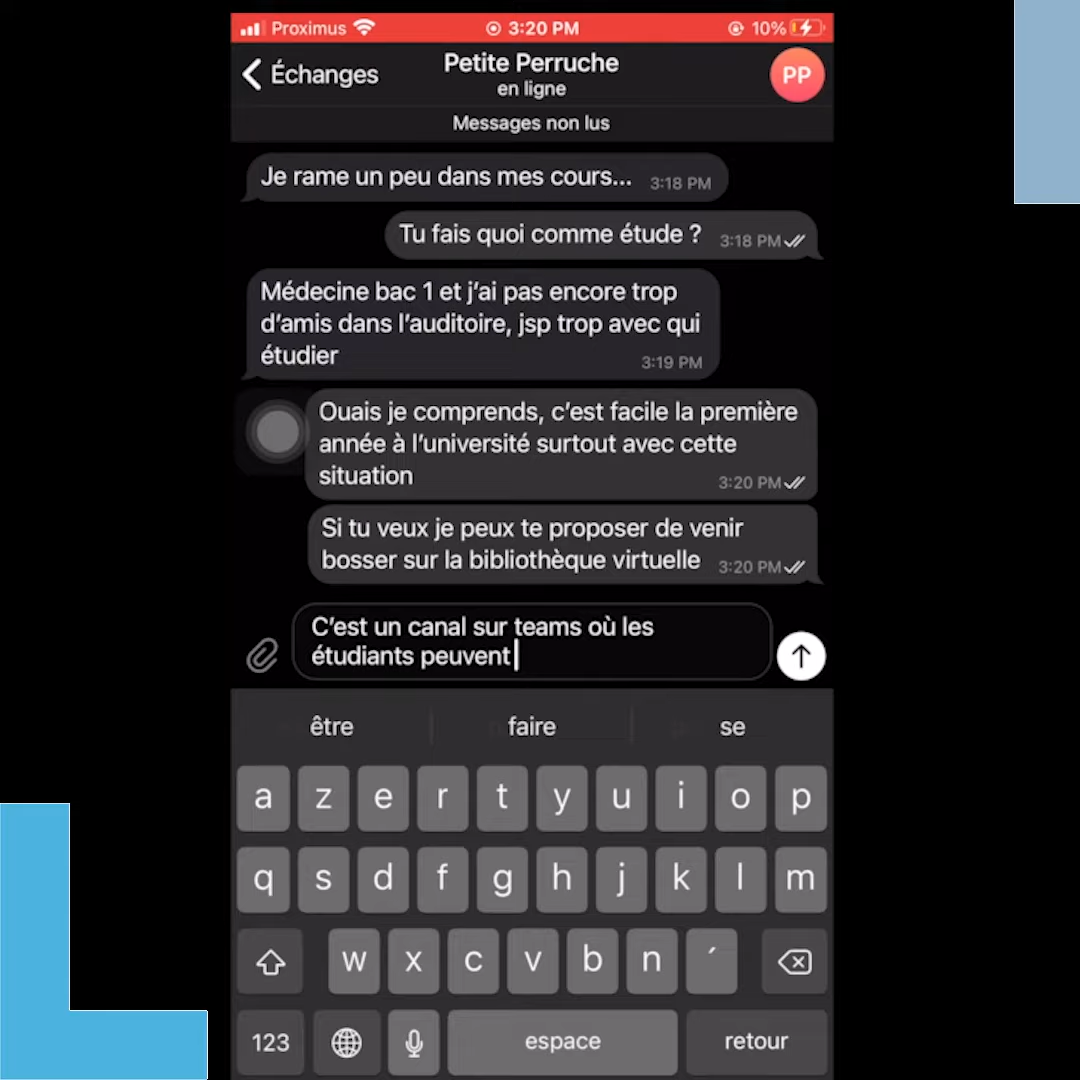 Proximus 3:20 PM 10%
Échanges Petite Perruche PP
en ligne
Messages non lus
Je rame un peu dans mes cours... 3:18 PM
Tu fais quoi comme étude ? 3:18 PM
Médecine bac 1 et j'ai pas encore trop
d'amis dans l'auditoire, jsp trop avec qui
étudier 3:19 PM
Ouais je comprends, c'est facile la première
année à l'université surtout avec cette
situation 3:20 PM
Si tu veux je peux te proposer de venir
bosser sur la bibliothèque virtuelle 3:20 PM
C'est un canal sur teams où les
étudiants peuvent
être faire se
a z e r t y u i o p
q s d f g h j k l m
w x c v b n ´
123 espace retour